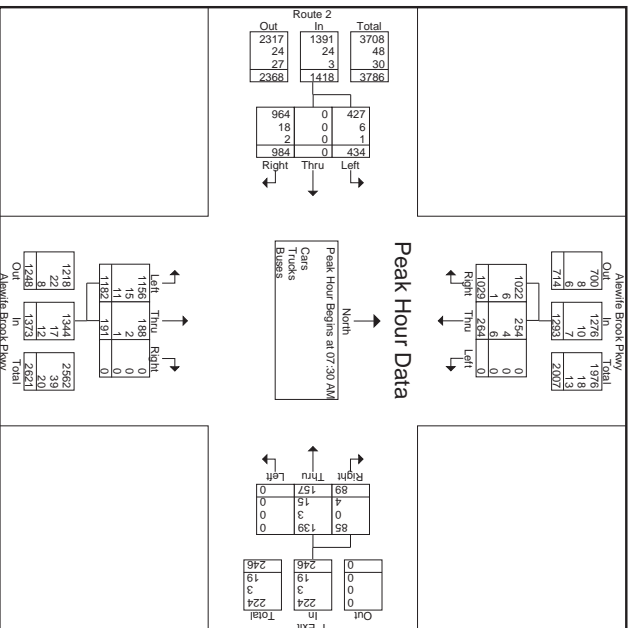 Route 2
Out In Total
2317 1391 3708
24 24 48
27 3 30
2368 1418 3786
964 0 427
18 0 6
2 0 1
984 0 434
Right Thru Left
Alewife Brook Pkwy
Out In Total
1218 1344 2562
22 17 39
8 12 20
1248 1373 2621
1156 188 0
15 2 0
11 1 0
1182 191 0
Left Thru Right
Peak Hour Data
North
Peak Hour Begins at 07:30 AM
Cars
Trucks
Buses
Alewife Brook Pkwy
Out In Total
700 1276 1976
8 10 18
6 7 13
714 1293 2007
1022 254 0
6 4 0
1 6 0
1029 264 0
Right Thru Left
Left Thru Right
0 157 89
0 15 4
0 3 0
0 139 85
246 246 0
19 19 0
3 3 0
224 224 0
Total In Out
T Exit